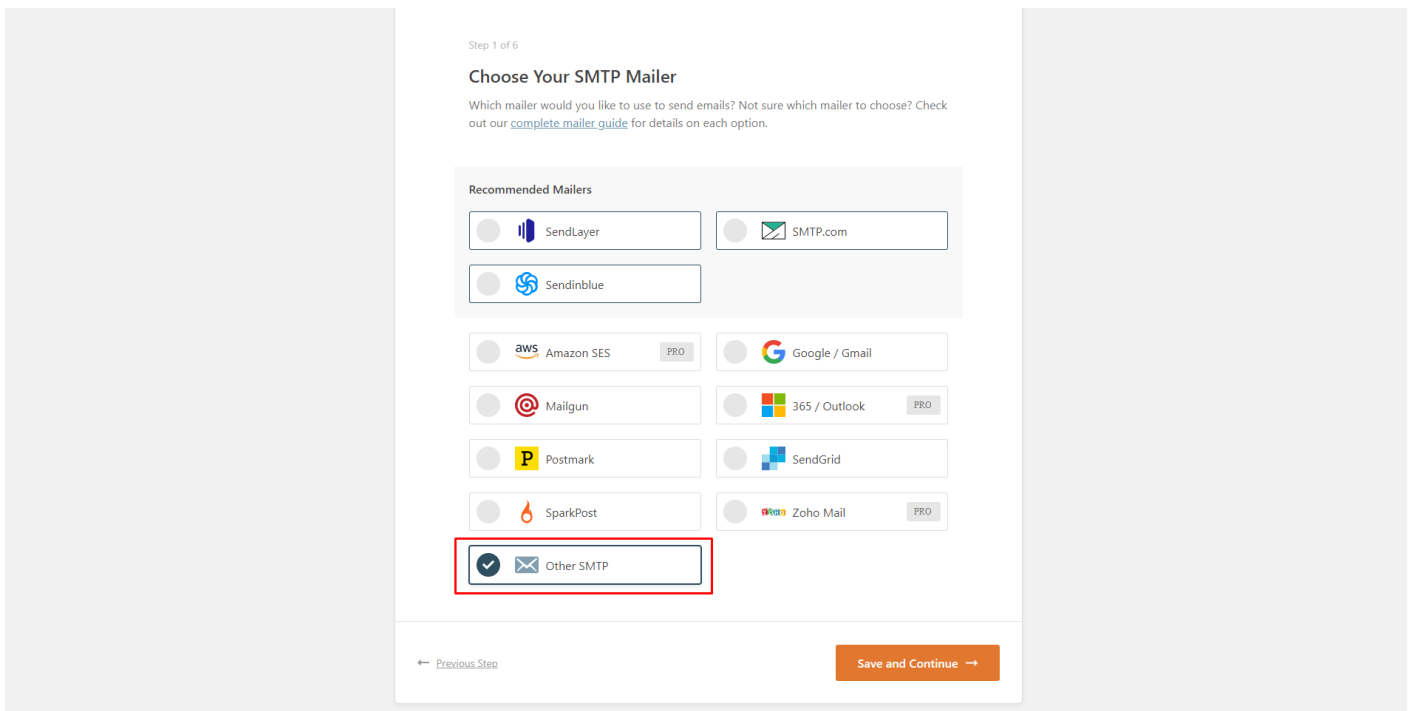 Step 1 of 6
Choose Your SMTP Mailer
Which mailer would you like to use to send emails? Not sure which mailer to choose? Check
out our complete mailer guide for details on each option.
Recommended Mailers
SendLayer
SMTP.com
Sendinblue
aws Amazon SES PRO
Google / Gmail
Mailgun
365 / Outlook PRO
P Postmark
SendGrid
SparkPost
ZOHO Zoho Mail PRO
Other SMTP
← Previous Step
Save and Continue →